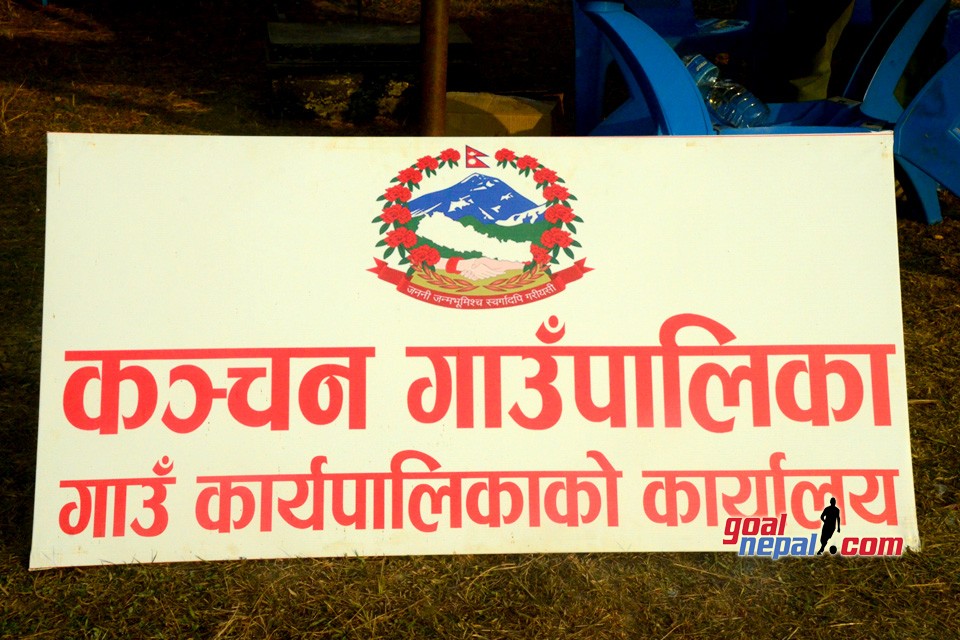 जननी जन्मभूमिश्च स्वर्गादपि गरीयसी
कञ्चन गाउँपालिका
गाउँ कार्यपालिकाको कार्यालय
goal
nepal.com